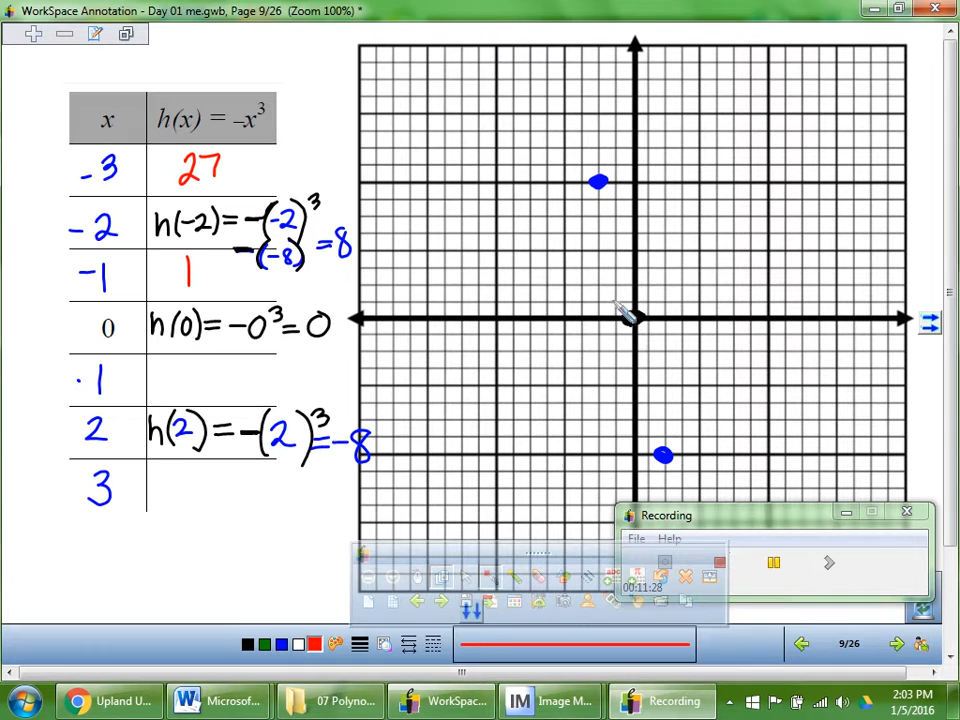 WorkSpace Annotation - Day 01 me.gwb, Page 9/26 (Zoom 100%) *
x h(x) = –x³
-3 27
-2 h(-2) = -(-2)³
-(-8) = 8
-1 1
0 h(0) = -0³ = 0
·1
2 h(2) = -(2)³ = -8
3
Recording
File Help
00:11:28
9/26
Upland U...
Microsof...
07 Polyno...
WorkSpac...
IM
Image M...
Recording
2:03 PM
1/5/2016